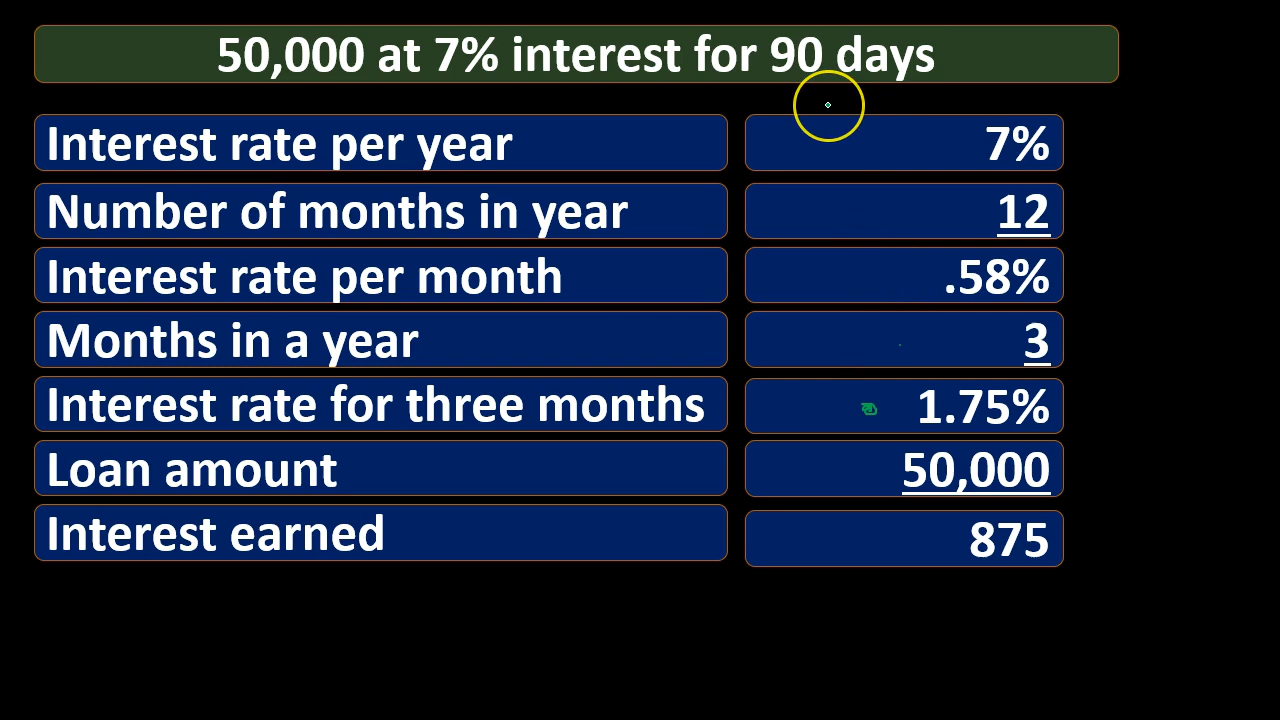 50,000 at 7% interest for 90 days
Interest rate per year 7%
Number of months in year 12
Interest rate per month .58%
Months in a year 3
Interest rate for three months 1.75%
Loan amount 50,000
Interest earned 875